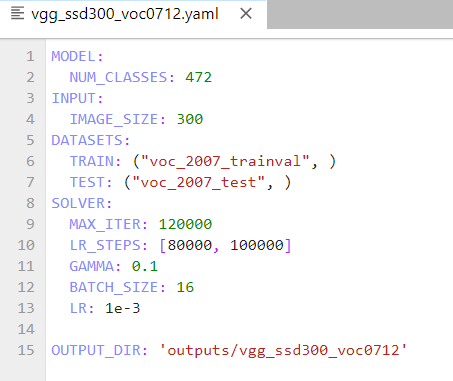 vgg_ssd300_voc0712.yaml
1 MODEL:
2   NUM_CLASSES: 472
3 INPUT:
4   IMAGE_SIZE: 300
5 DATASETS:
6   TRAIN: ("voc_2007_trainval", )
7   TEST: ("voc_2007_test", )
8 SOLVER:
9   MAX_ITER: 120000
10   LR_STEPS: [80000, 100000]
11   GAMMA: 0.1
12   BATCH_SIZE: 16
13   LR: 1e-3
14
15 OUTPUT_DIR: 'outputs/vgg_ssd300_voc0712'